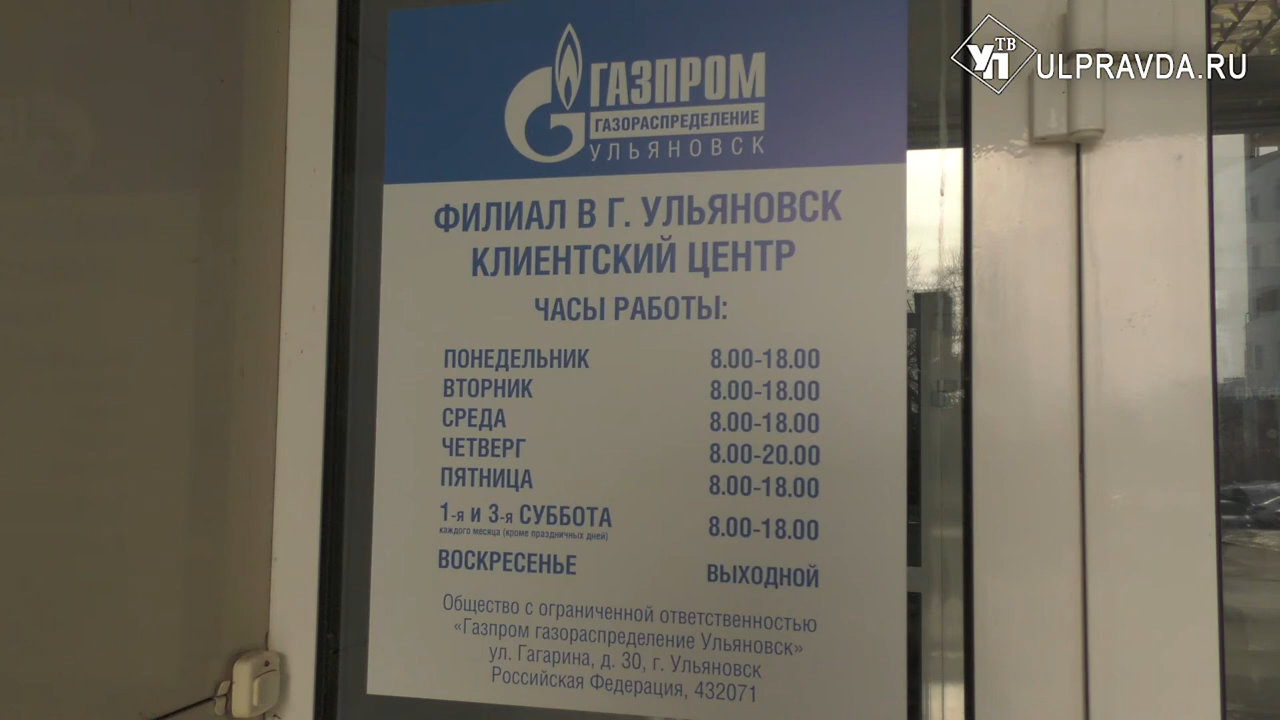 УП ТВ ULPRAVDA.RU
ГАЗПРОМ
ГАЗОРАСПРЕДЕЛЕНИЕ
УЛЬЯНОВСК
ФИЛИАЛ В Г. УЛЬЯНОВСК
КЛИЕНТСКИЙ ЦЕНТР
ЧАСЫ РАБОТЫ:
ПОНЕДЕЛЬНИК 8.00-18.00
ВТОРНИК 8.00-18.00
СРЕДА 8.00-18.00
ЧЕТВЕРГ 8.00-20.00
ПЯТНИЦА 8.00-18.00
1-я и 3-я СУББОТА 8.00-18.00
каждого месяца (кроме праздничных дней)
ВОСКРЕСЕНЬЕ ВЫХОДНОЙ
Общество с ограниченной ответственностью
«Газпром газораспределение Ульяновск»
ул. Гагарина, д. 30, г. Ульяновск
Российская Федерация, 432071